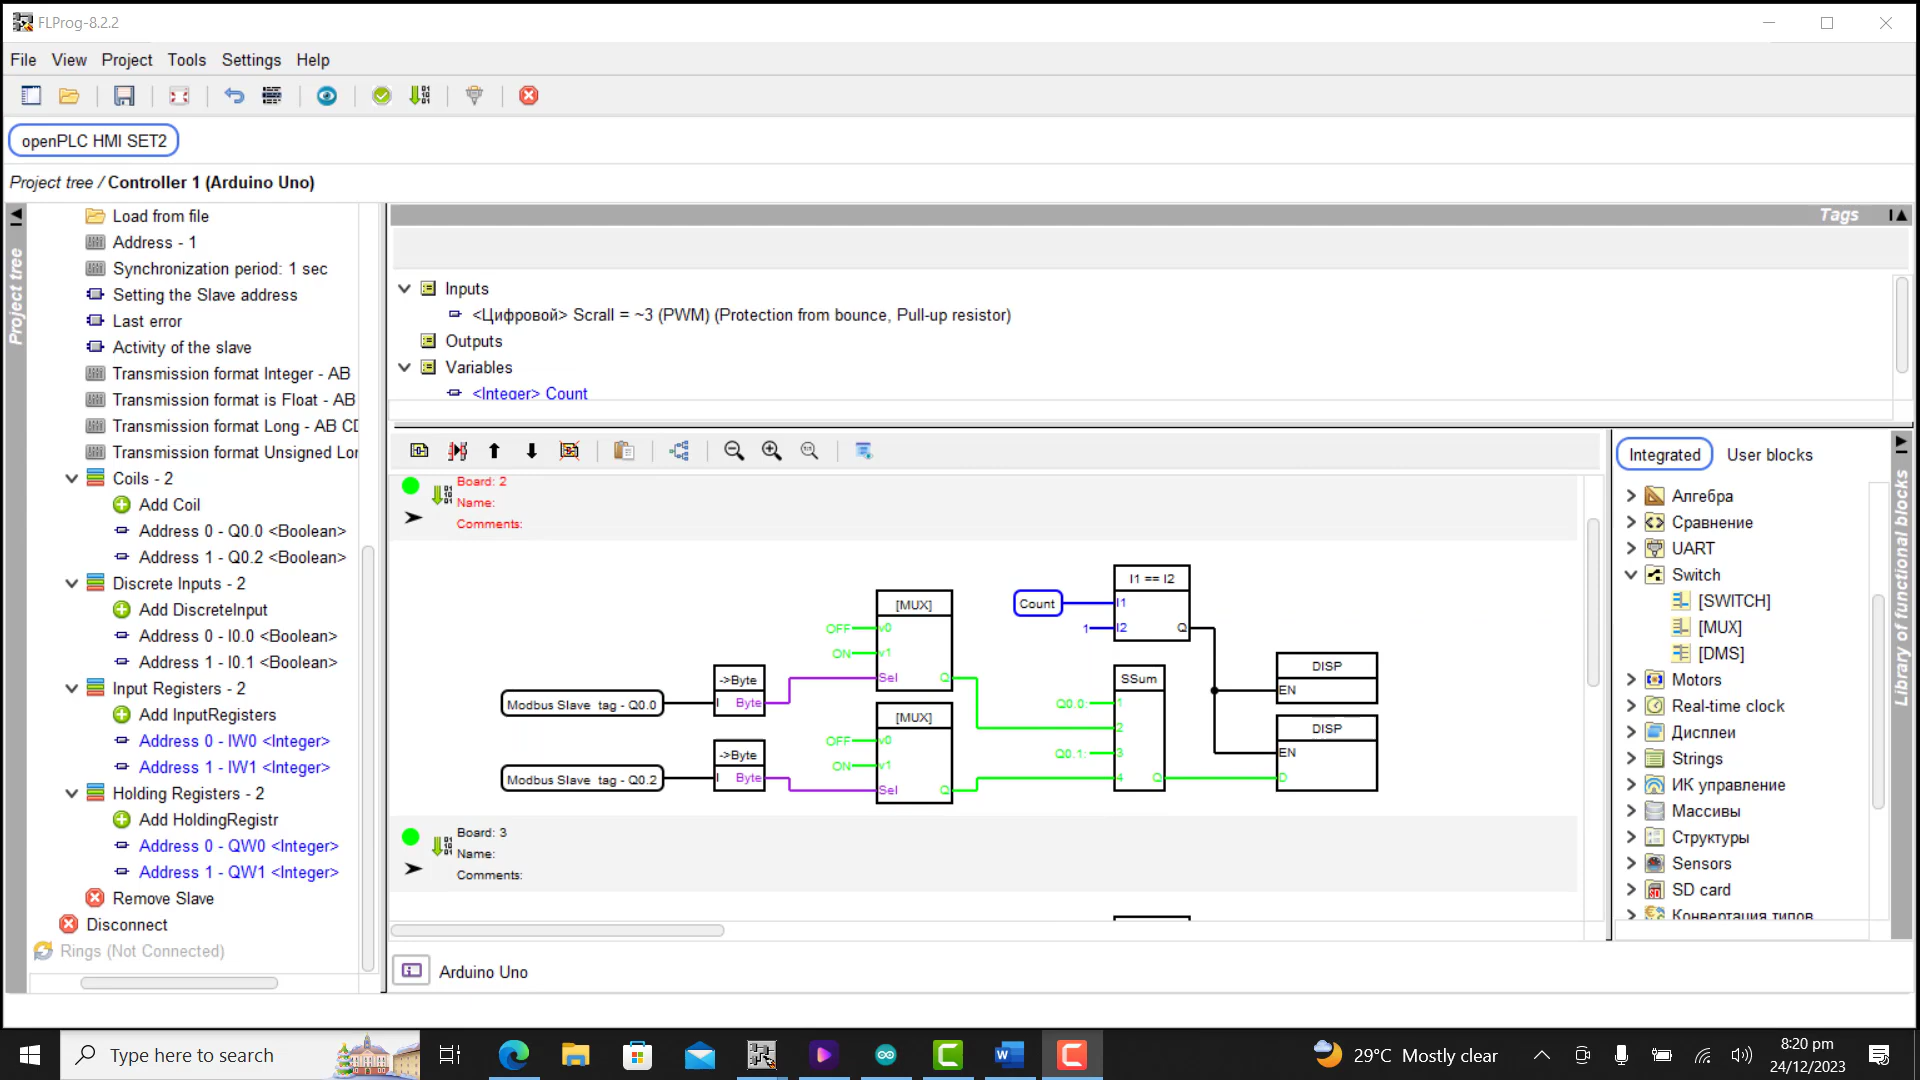 FLProg-8.2.2
File View Project Tools Settings Help
openPLC HMI SET2
Project tree / Controller 1 (Arduino Uno)
Project tree
Load from file
Address - 1
Synchronization period: 1 sec
Setting the Slave address
Last error
Activity of the slave
Transmission format Integer - AB
Transmission format is Float - AB
Transmission format Long - AB CD
Transmission format Unsigned Lon
Coils - 2
Add Coil
Address 0 - Q0.0 <Boolean>
Address 1 - Q0.2 <Boolean>
Discrete Inputs - 2
Add DiscreteInput
Address 0 - I0.0 <Boolean>
Address 1 - I0.1 <Boolean>
Input Registers - 2
Add InputRegisters
Address 0 - IW0 <Integer>
Address 1 - IW1 <Integer>
Holding Registers - 2
Add HoldingRegistr
Address 0 - QW0 <Integer>
Address 1 - QW1 <Integer>
Remove Slave
Disconnect
Rings (Not Connected)
Tags
Inputs
<Цифровой> Scrall = ~3 (PWM) (Protection from bounce, Pull-up resistor)
Outputs
Variables
<Integer> Count
Board: 2
Name:
Comments:
I1 == I2
Count
I1
1
I2
Q
[MUX]
OFF
v0
ON
v1
Sel
Q
->Byte
Modbus Slave tag - Q0.0
I
Byte
[MUX]
OFF
v0
ON
v1
Sel
Q
->Byte
Modbus Slave tag - Q0.2
I
Byte
SSum
Q0.0:
1
2
Q0.1:
3
4
Q
DISP
EN
DISP
EN
D
Board: 3
Name:
Comments:
Arduino Uno
Integrated User blocks
Алгебра
Сравнение
UART
Switch
[SWITCH]
[MUX]
[DMS]
Motors
Real-time clock
Дисплеи
Strings
ИК управление
Массивы
Структуры
Sensors
SD card
Конвертация типов
Library of functional blocks
Type here to search
29°C Mostly clear
8:20 pm
24/12/2023